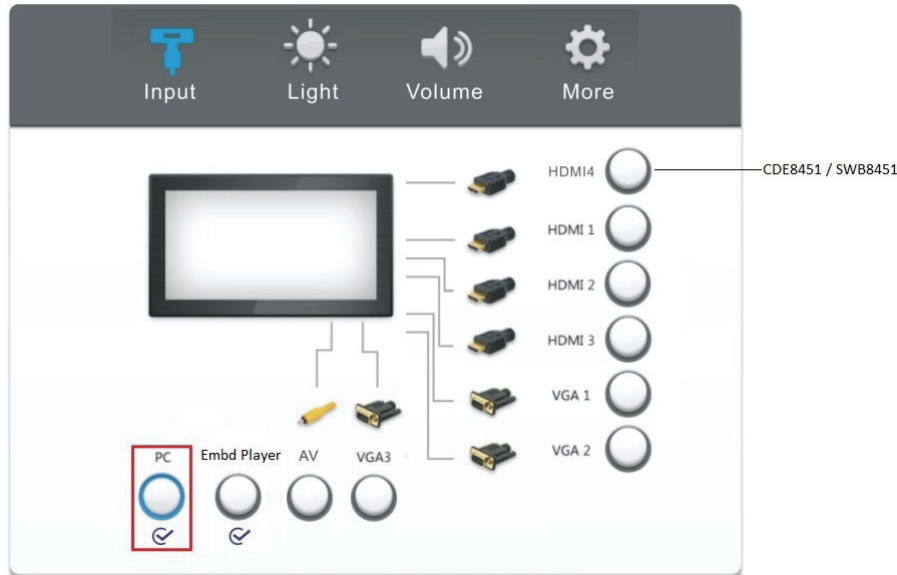 Input Light Volume More
HDMI4
CDE8451 / SWB8451
HDMI 1
HDMI 2
HDMI 3
VGA 1
VGA 2
PC Embd Player AV VGA3